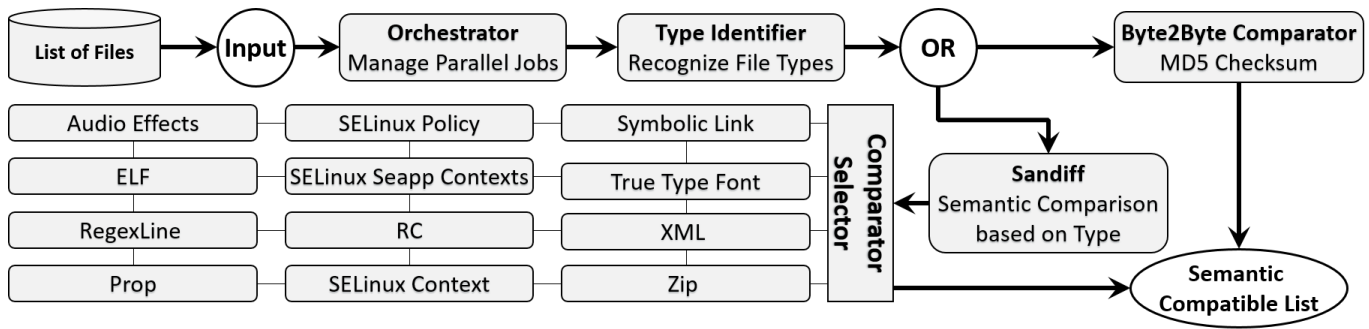 List of Files
Input
Orchestrator
Manage Parallel Jobs
Type Identifier
Recognize File Types
OR
Byte2Byte Comparator
MD5 Checksum
Audio Effects
SELinux Policy
Symbolic Link
ELF
SELinux Seapp Contexts
True Type Font
RegexLine
RC
XML
Prop
SELinux Context
Zip
Comparator
Selector
Sandiff
Semantic Comparison
based on Type
Semantic
Compatible List